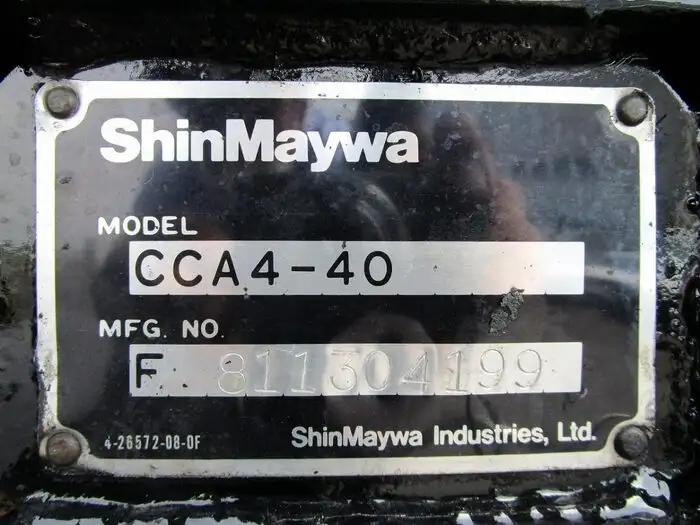 ShinMaywa
MODEL
CCA4-40
MFG. NO.
F 811304199
4-26572-08-0F
ShinMaywa Industries, Ltd.